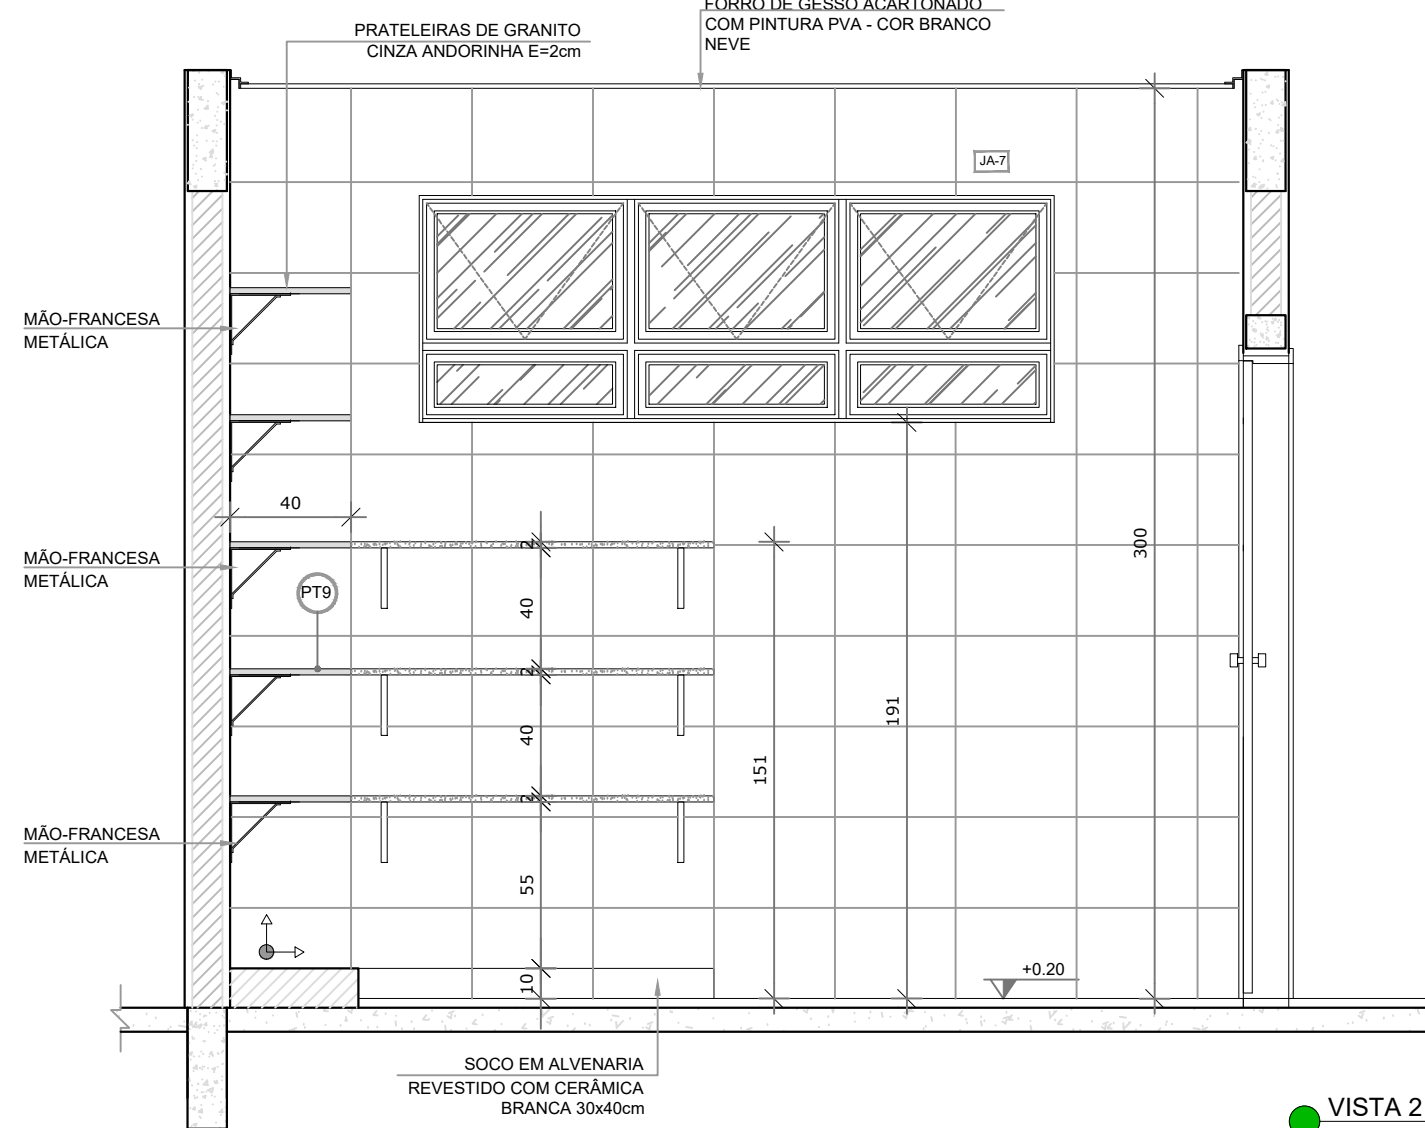 FORRO DE GESSO ACARTONADO
COM PINTURA PVA - COR BRANCO
NEVE
PRATELEIRAS DE GRANITO
CINZA ANDORINHA E=2cm
JA-7
MÃO-FRANCESA
METÁLICA
40
MÃO-FRANCESA
METÁLICA
PT9
2
40
2
40
2
55
10
151
191
300
MÃO-FRANCESA
METÁLICA
+0.20
SOCO EM ALVENARIA
REVESTIDO COM CERÂMICA
BRANCA 30x40cm
VISTA 2